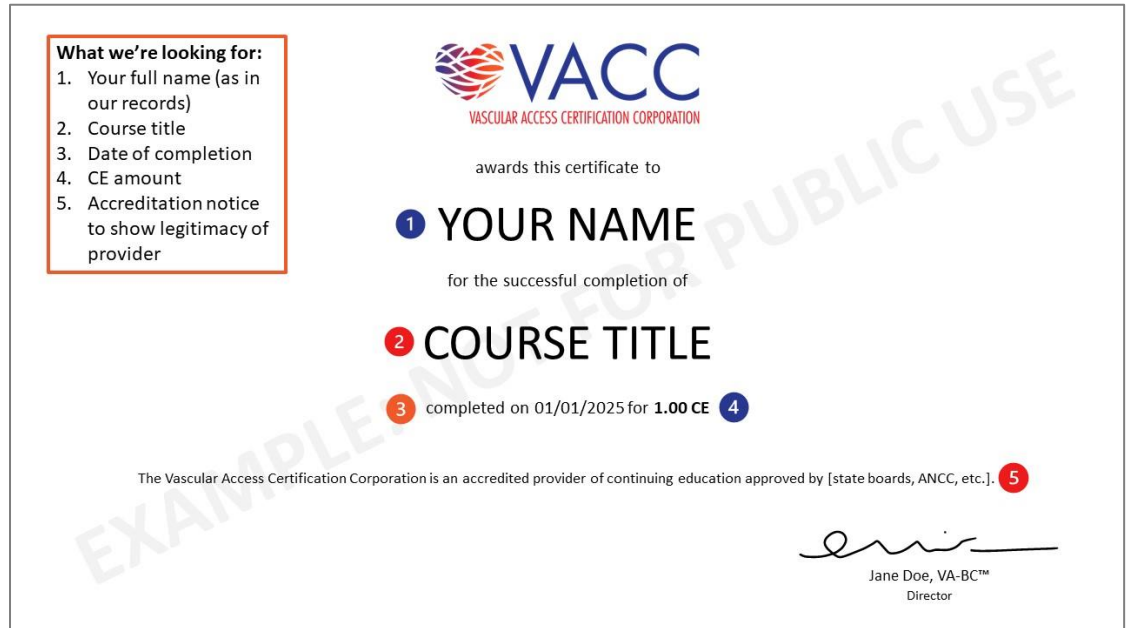 What we're looking for:
1. Your full name (as in
our records)
2. Course title
3. Date of completion
4. CE amount
5. Accreditation notice
to show legitimacy of
provider
VACC
VASCULAR ACCESS CERTIFICATION CORPORATION
awards this certificate to
1 YOUR NAME
for the successful completion of
2 COURSE TITLE
3 completed on 01/01/2025 for 1.00 CE 4
The Vascular Access Certification Corporation is an accredited provider of continuing education approved by [state boards, ANCC, etc.]. 5
Jane Doe, VA-BC™
Director
EXAMPLE: NOT FOR PUBLIC USE